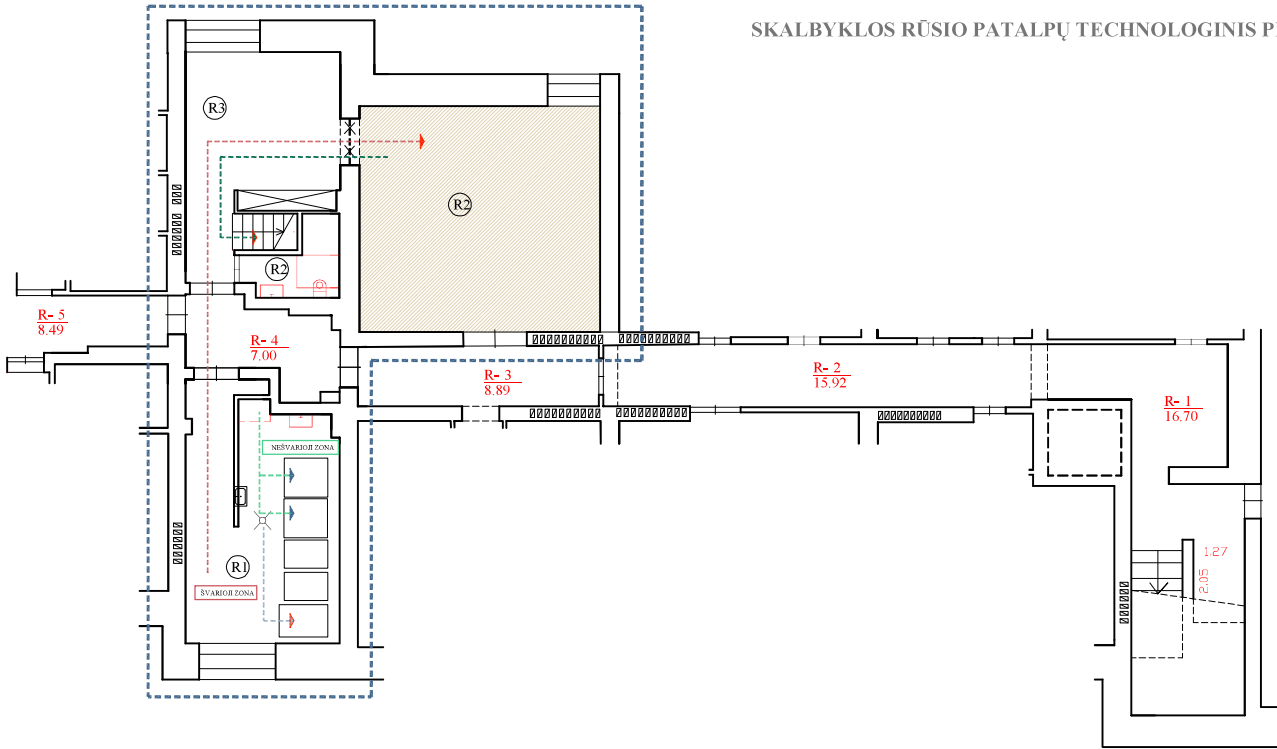 SKALBYKLOS RŪSIO PATALPŲ TECHNOLOGINIS
R3
R2
R2
R- 5
8.49
R- 4
7.00
R- 3
8.89
R- 2
15.92
R- 1
16.70
NEŠVARIOJI ZONA
R1
ŠVARIOJI ZONA
1.27
2.05